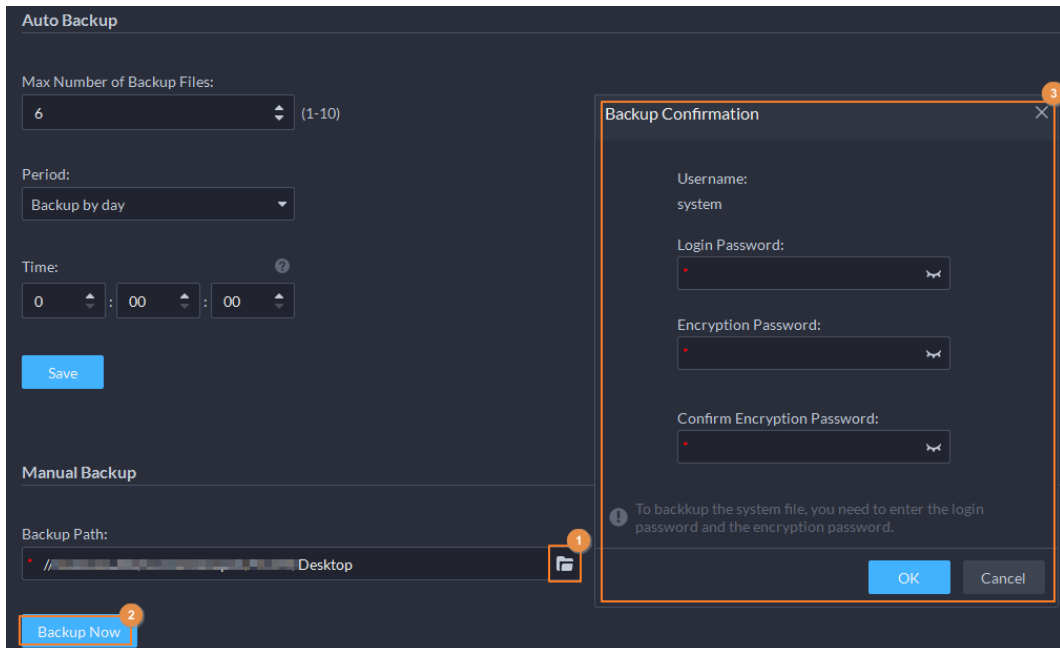 Auto Backup
Max Number of Backup Files:
6 (1-10)
Period:
Backup by day
Time: ?
0 : 00 : 00
Save
Manual Backup
Backup Path:
* // Desktop
1
2
Backup Now
3
Backup Confirmation
Username:
system
Login Password:
*
Encryption Password:
*
Confirm Encryption Password:
*
To backkup the system file, you need to enter the login
password and the encryption password.
OK Cancel